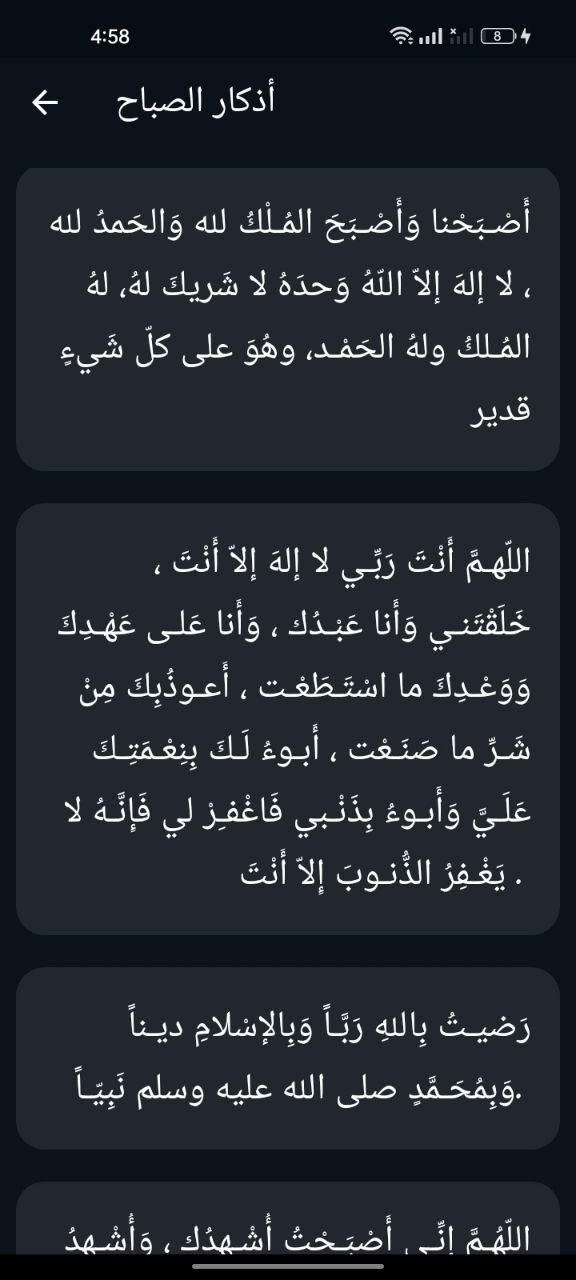 4:58
8
أذكار الصباح
أَصْـبَحْنا وَأَصْـبَحَ المُـلْكُ لله وَالحَمدُ لله
، لا إلهَ إلاّ اللّهُ وَحدَهُ لا شَريكَ لهُ، لهُ
المُـلكُ ولهُ الحَمْـد، وهُوَ على كلّ شَيءٍ
قدير
اللّهـمَّ أَنْتَ رَبِّـي لا إلهَ إلاّ أَنْتَ ،
خَلَقْتَنـي وَأَنا عَبْـدُك ، وَأَنا عَلـى عَهْـدِكَ
وَوَعْـدِكَ ما اسْتَـطَعْـت ، أَعـوذُبِكَ مِنْ
شَـرِّ ما صَنَـعْت ، أَبـوءُ لَـكَ بِنِعْـمَتِـكَ
عَلَـيَّ وَأَبـوءُ بِذَنْـبي فَاغْفـِرْ لي فَإِنَّـهُ لا
. يَغْـفِرُ الذُّنـوبَ إِلاّ أَنْتَ
رَضيـتُ بِاللهِ رَبَّـاً وَبِالإسْلامِ ديـناً
.وَبِمُحَـمَّدٍ صلى الله عليه وسلم نَبِيّـاً
اللّهُـمَّ إِنِّـي أَصْبَـحْتُ أُشْـهِدُك ، وَأُشْـهِدُ